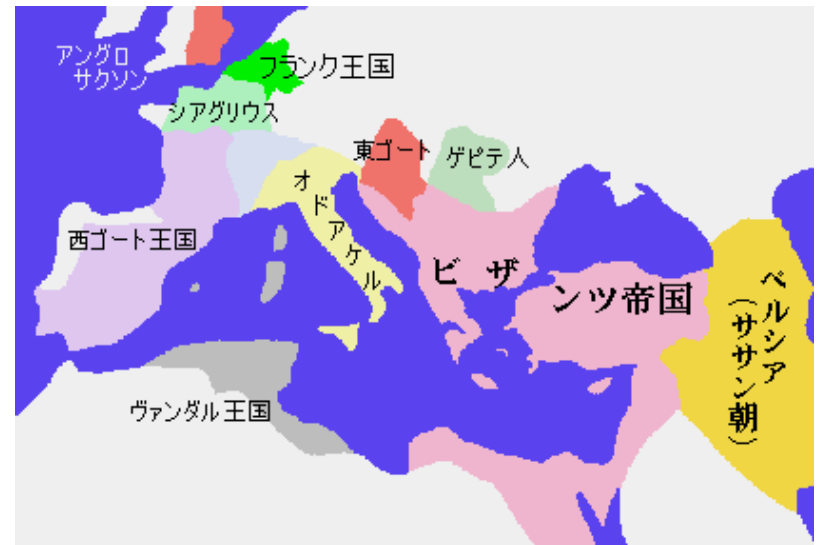 アングロ
サクソン
フランク王国
シアグリウス
東ゴート
ゲピテ人
オドアケル
西ゴート王国
ビザ
ンツ帝国
ペルシア
(ササン朝)
ヴァンダル王国